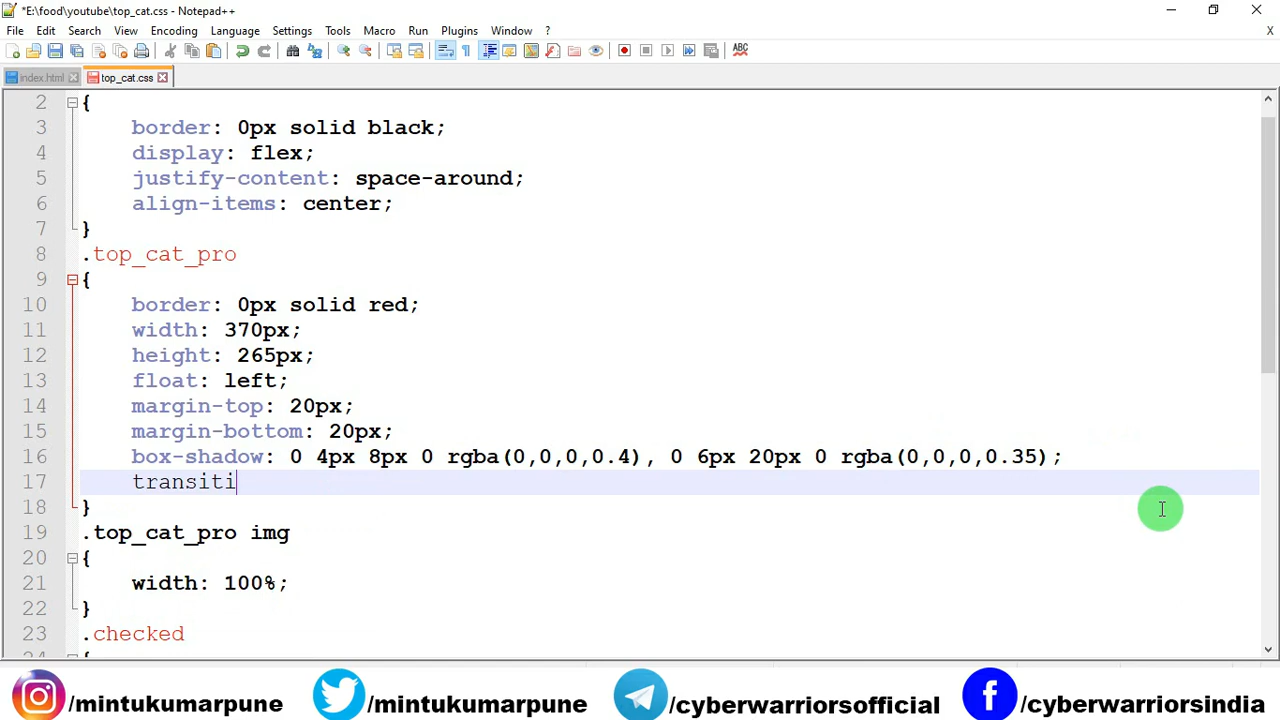 *E:\food\youtube\top_cat.css - Notepad++
File Edit Search View Encoding Language Settings Tools Macro Run Plugins Window ? X
index.html top_cat.css
2 {
3 border: 0px solid black;
4 display: flex;
5 justify-content: space-around;
6 align-items: center;
7 }
8 .top_cat_pro
9 {
10 border: 0px solid red;
11 width: 370px;
12 height: 265px;
13 float: left;
14 margin-top: 20px;
15 margin-bottom: 20px;
16 box-shadow: 0 4px 8px 0 rgba(0,0,0,0.4), 0 6px 20px 0 rgba(0,0,0,0.35);
17 transiti
18 }
19 .top_cat_pro img
20 {
21 width: 100%;
22 }
23 .checked
24 {
/mintukumarpune /mintukumarpune /cyberwarriorsofficial /cyberwarriorsindia